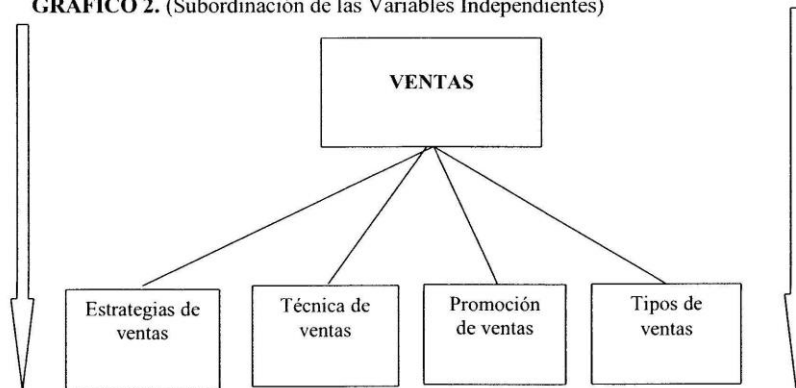 GRÁFICO 2. (Subordinación de las Variables Independientes)
VENTAS
Estrategias de
ventas
Técnica de
ventas
Promoción
de ventas
Tipos de
ventas